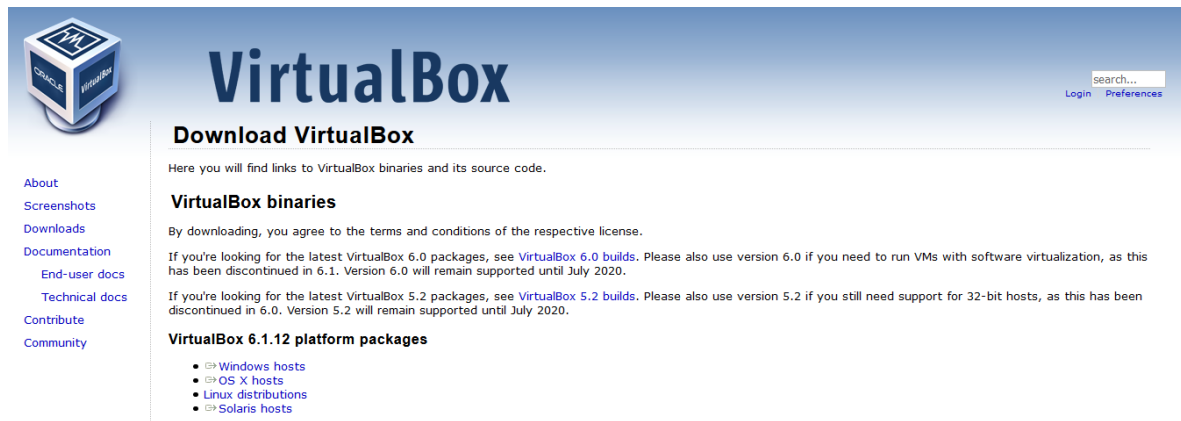 ORACLE
VirtualBox
VirtualBox
search...
Login Preferences
Download VirtualBox
Here you will find links to VirtualBox binaries and its source code.
About
Screenshots
Downloads
Documentation
End-user docs
Technical docs
Contribute
Community
VirtualBox binaries
By downloading, you agree to the terms and conditions of the respective license.
If you're looking for the latest VirtualBox 6.0 packages, see VirtualBox 6.0 builds. Please also use version 6.0 if you need to run VMs with software virtualization, as this
has been discontinued in 6.1. Version 6.0 will remain supported until July 2020.
If you're looking for the latest VirtualBox 5.2 packages, see VirtualBox 5.2 builds. Please also use version 5.2 if you still need support for 32-bit hosts, as this has been
discontinued in 6.0. Version 5.2 will remain supported until July 2020.
VirtualBox 6.1.12 platform packages
Windows hosts
OS X hosts
Linux distributions
Solaris hosts